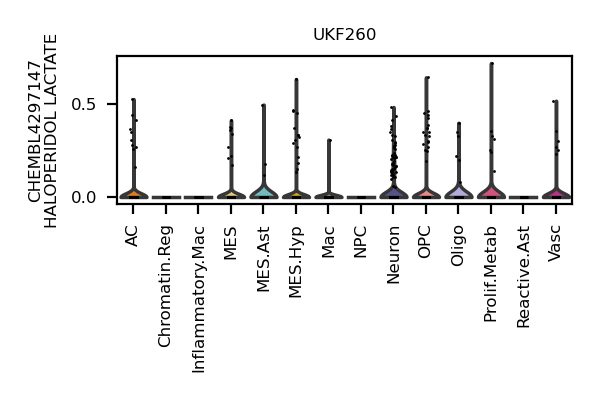 UKF260
CHEMBL4297147
HALOPERIDOL LACTATE
0.5
0.0
AC
Chromatin.Reg
Inflammatory.Mac
MES
MES.Ast
MES.Hyp
Mac
NPC
Neuron
OPC
Oligo
Prolif.Metab
Reactive.Ast
Vasc